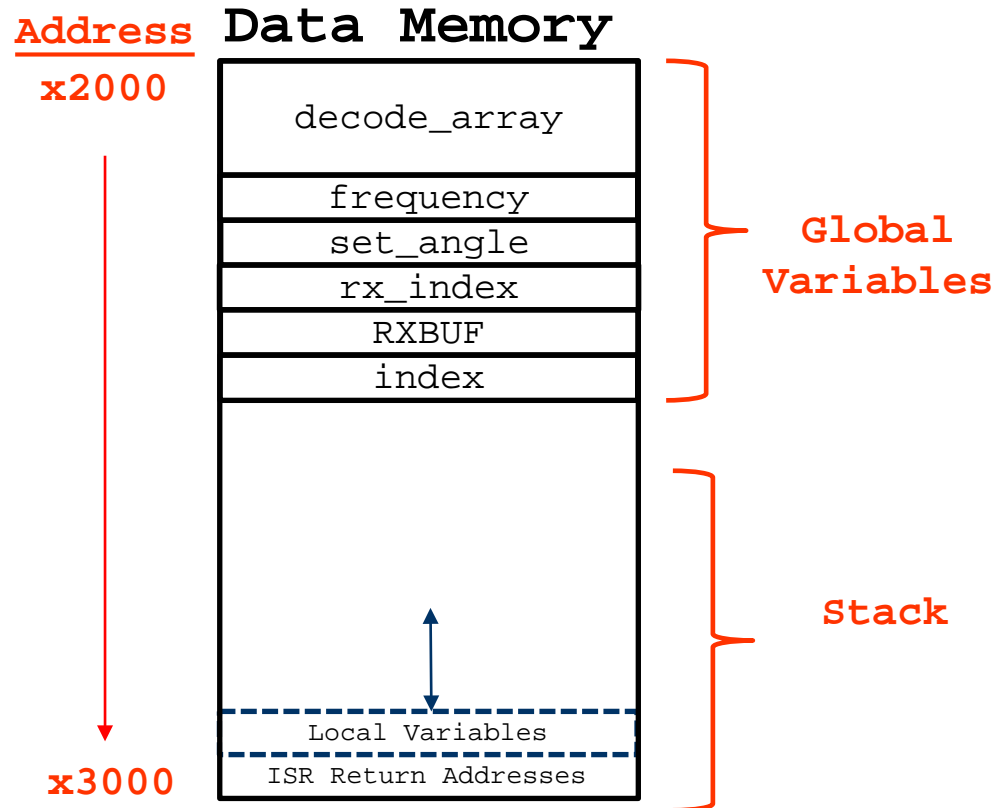 Address
Data Memory
x2000
decode_array
frequency
set_angle
rx_index
RXBUF
index
Global
Variables
Stack
Local Variables
ISR Return Addresses
x3000